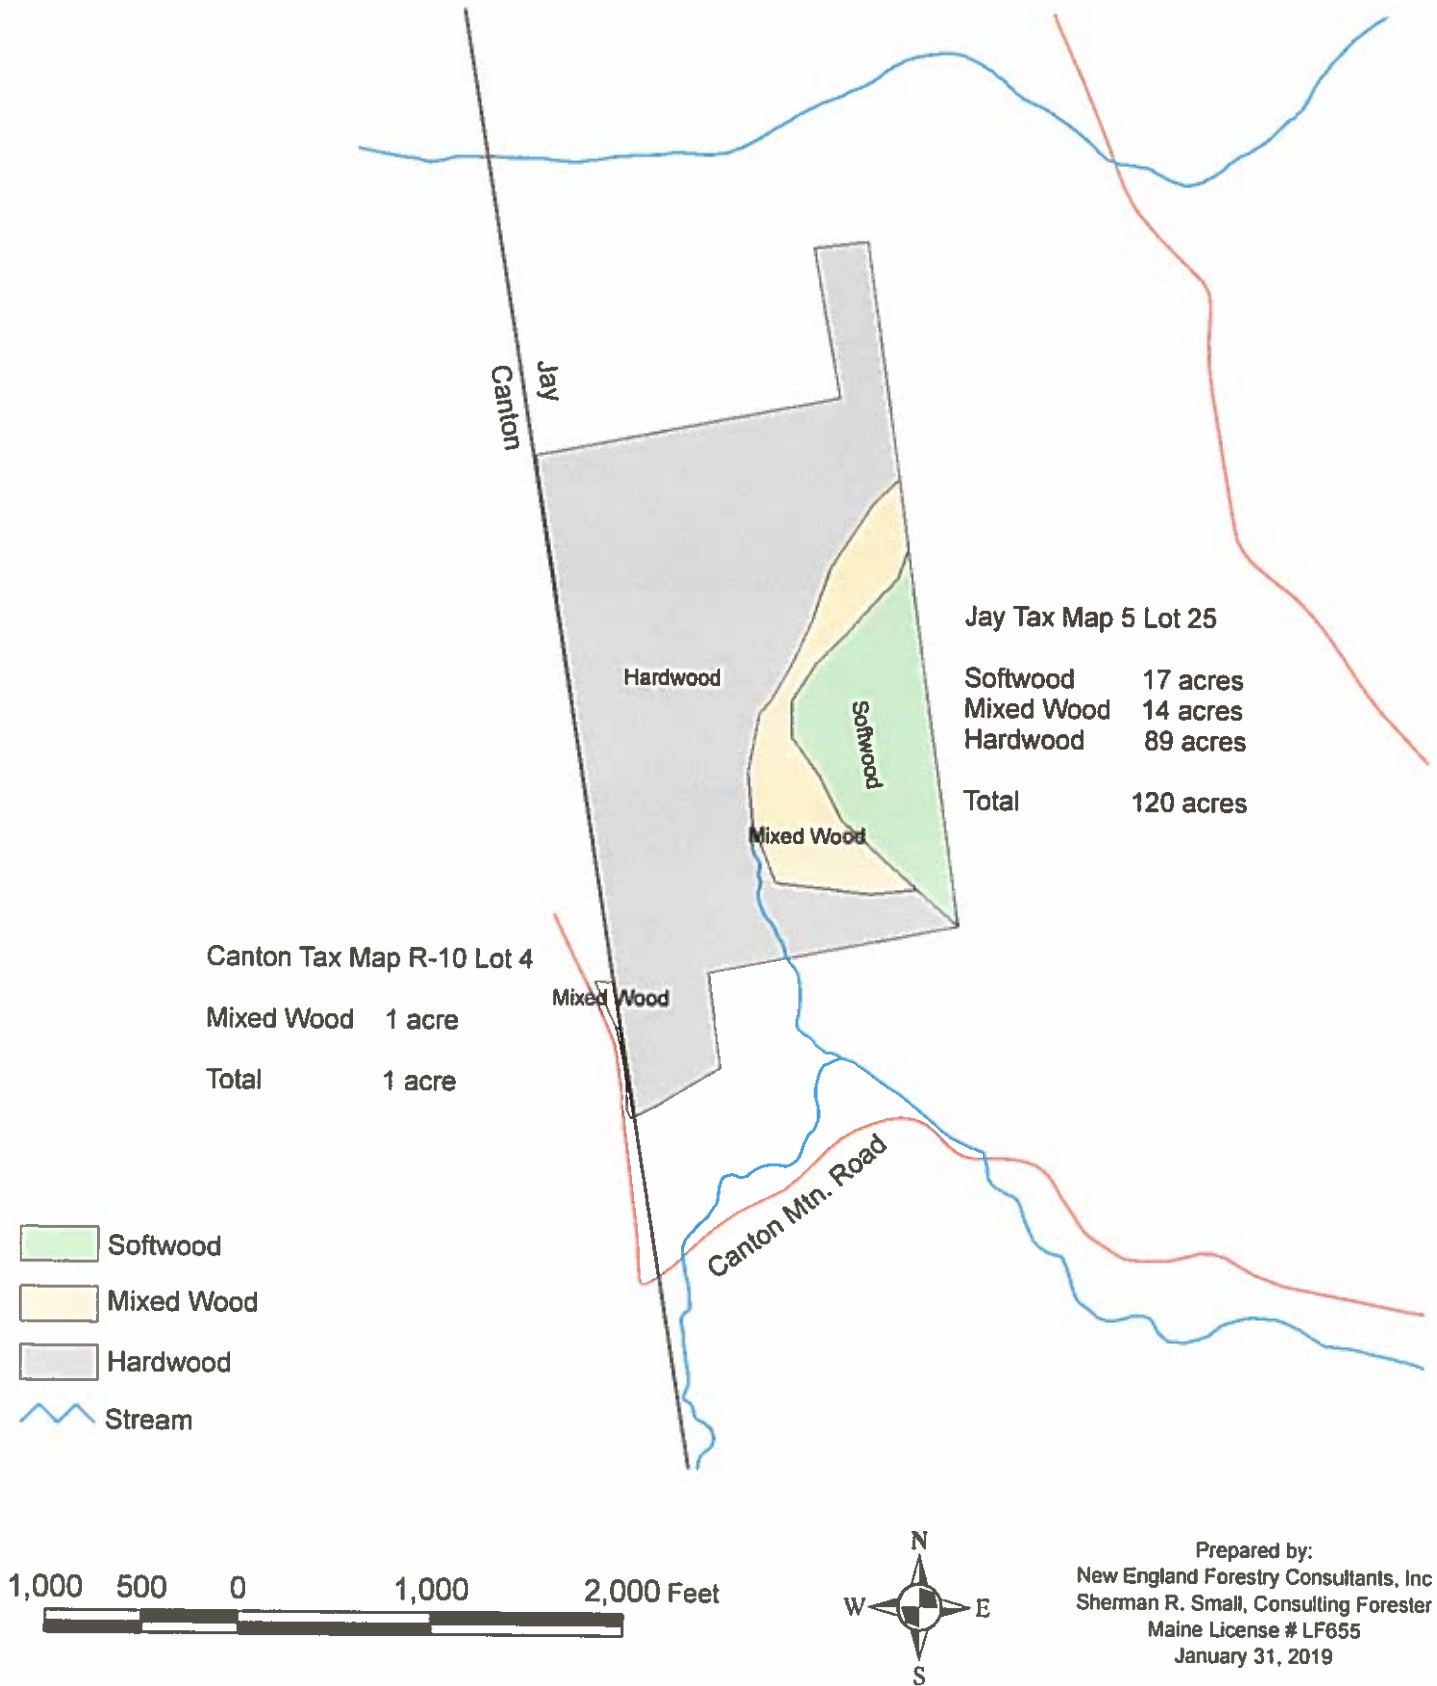 Jay
Canton
Hardwood
Softwood
Mixed Wood
Jay Tax Map 5 Lot 25
Softwood 17 acres
Mixed Wood 14 acres
Hardwood 89 acres
Total 120 acres
Canton Tax Map R-10 Lot 4
Mixed Wood 1 acre
Total 1 acre
Mixed Wood
Canton Mtn. Road
Softwood
Mixed Wood
Hardwood
Stream
1,000 500 0 1,000 2,000 Feet
N
W E
S
Prepared by:
New England Forestry Consultants, Inc
Sherman R. Small, Consulting Forester
Maine License # LF655
January 31, 2019